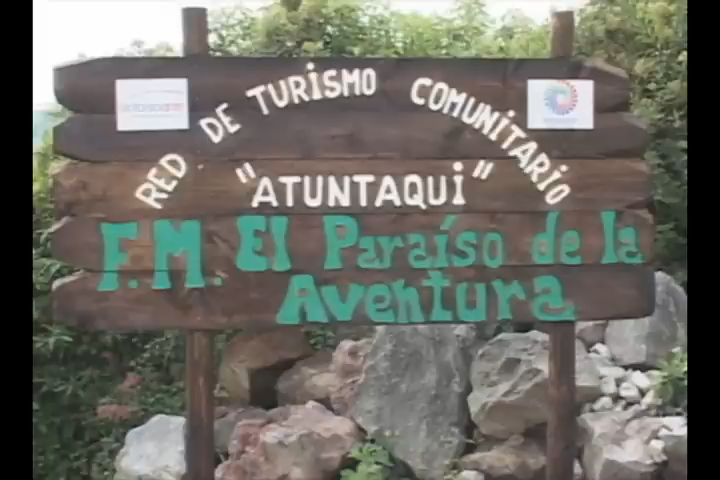 RED DE TURISMO COMUNITARIO
"ATUNTAQUI"
F.M. El Paraíso de la
Aventura